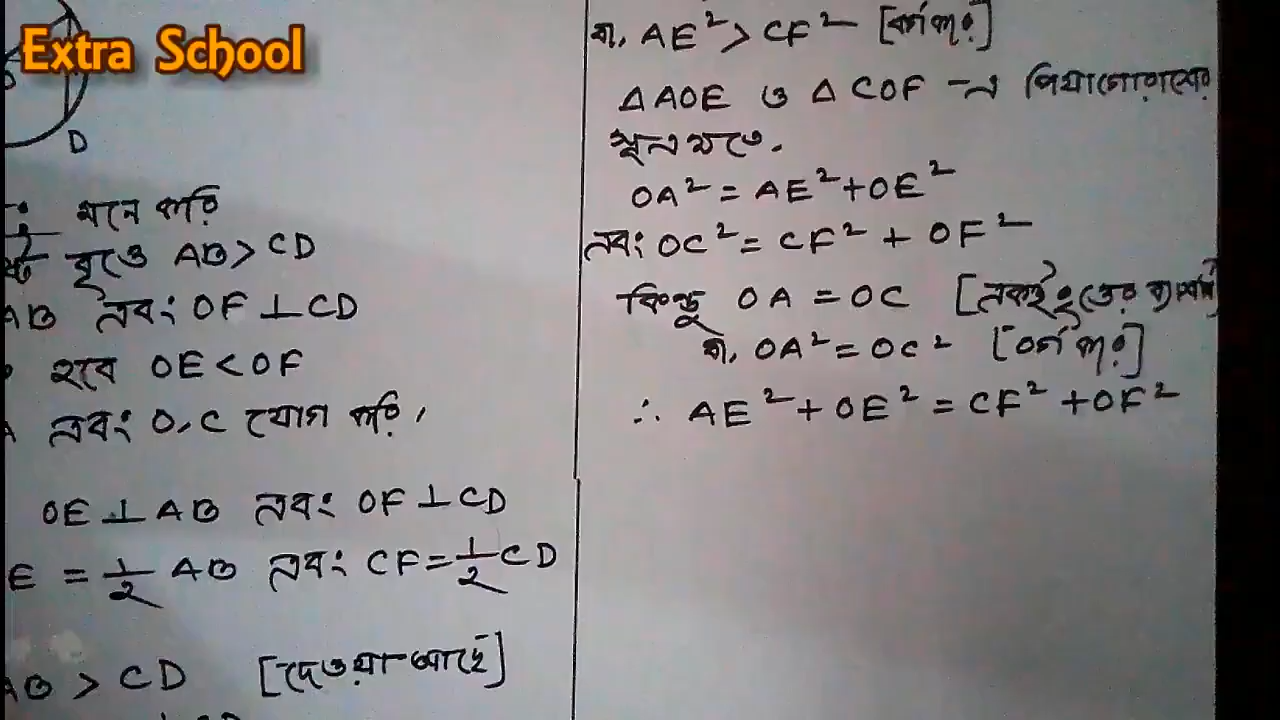 Extra School
D
মনে করি
বৃত্তে AB > CD
AB এবং OF ⊥ CD
হবে OE < OF
এবং O, C যোগ করি,
OE ⊥ AB এবং OF ⊥ CD
E = 1/2 AB এবং CF = 1/2 CD
AB > CD [দেওয়া আছে]
বা, AE² > CF² [বর্গ করে]
Δ AOE ও Δ COF -এ পিথাগোরাসের
সূত্র মতে.
OA² = AE² + OE²
এবং OC² = CF² + OF²
কিন্তু OA = OC [একই বৃত্তের ব্যাসার্ধ]
বা, OA² = OC² [বর্গ করে]
∴ AE² + OE² = CF² + OF²